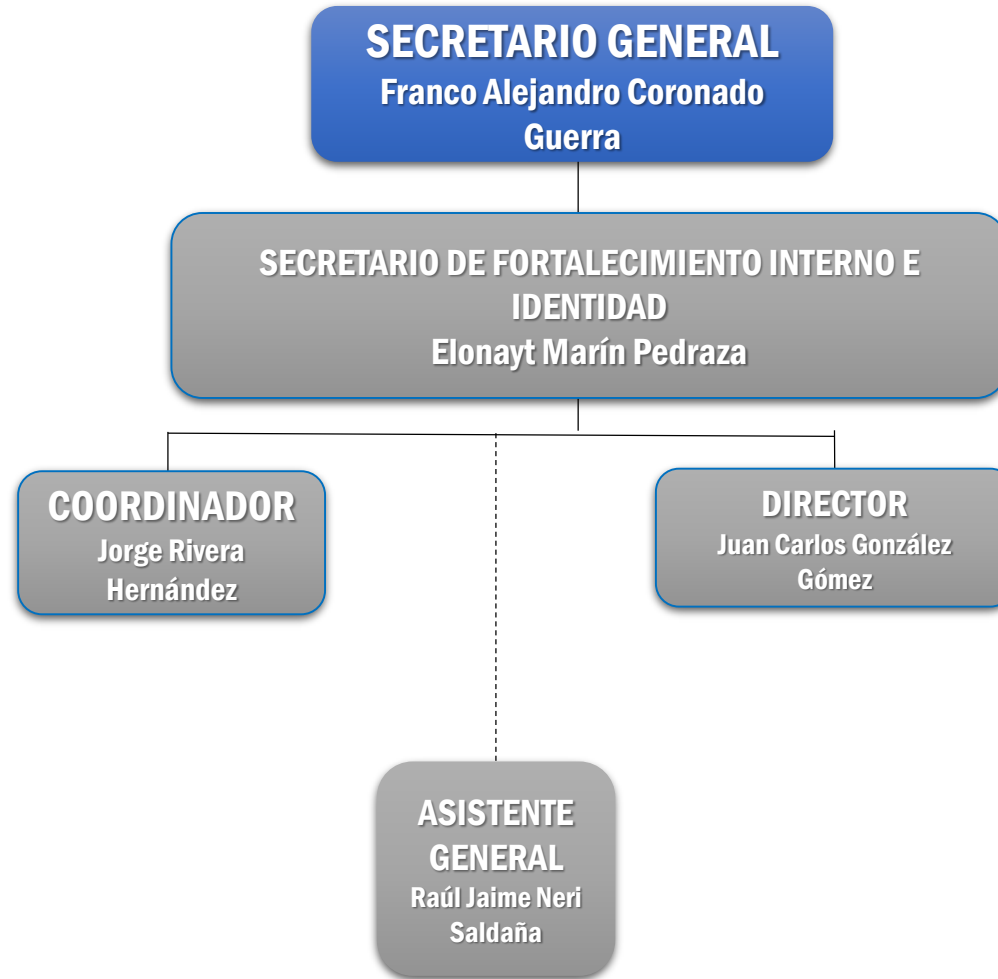 SECRETARIO GENERAL
Franco Alejandro Coronado
Guerra
SECRETARIO DE FORTALECIMIENTO INTERNO E
IDENTIDAD
Elonayt Marín Pedraza
COORDINADOR
Jorge Rivera
Hernández
DIRECTOR
Juan Carlos González
Gómez
ASISTENTE
GENERAL
Raúl Jaime Neri
Saldaña